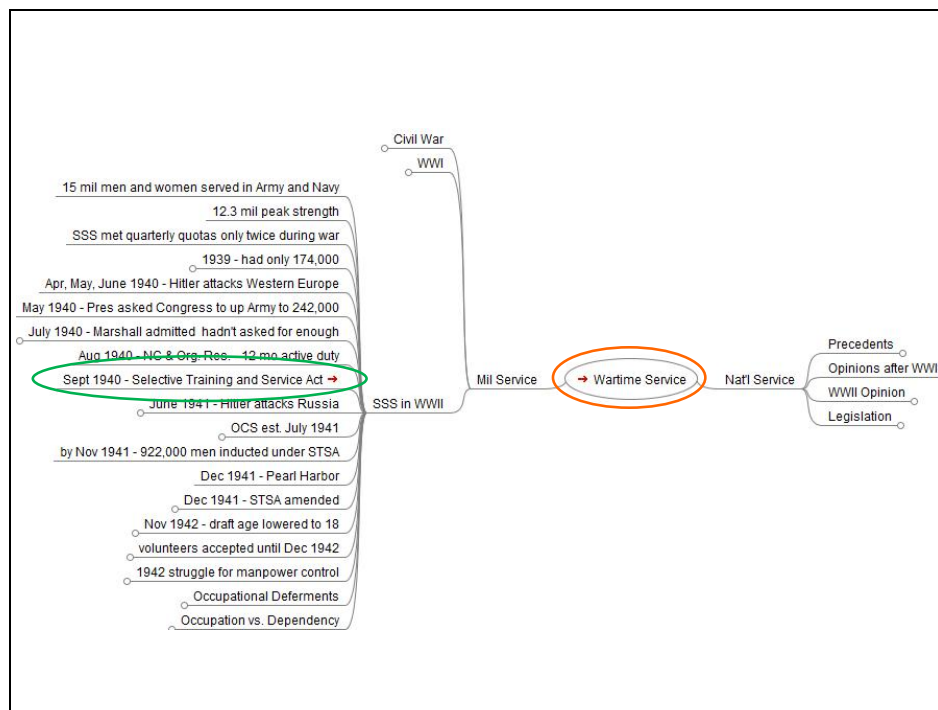 Civil War
WWI
15 mil men and women served in Army and Navy
12.3 mil peak strength
SSS met quarterly quotas only twice during war
1939 - had only 174,000
Apr, May, June 1940 - Hitler attacks Western Europe
May 1940 - Pres asked Congress to up Army to 242,000
July 1940 - Marshall admitted hadn't asked for enough
Aug 1940 - NG & Org. Res. - 12 mo active duty
Sept 1940 - Selective Training and Service Act
June 1941 - Hitler attacks Russia
OCS est. July 1941
by Nov 1941 - 922,000 men inducted under STSA
Dec 1941 - Pearl Harbor
Dec 1941 - STSA amended
Nov 1942 - draft age lowered to 18
volunteers accepted until Dec 1942
1942 struggle for manpower control
Occupational Deferments
Occupation vs. Dependency
SSS in WWII
Mil Service
Wartime Service
Nat'l Service
Precedents
Opinions after WWI
WWII Opinion
Legislation